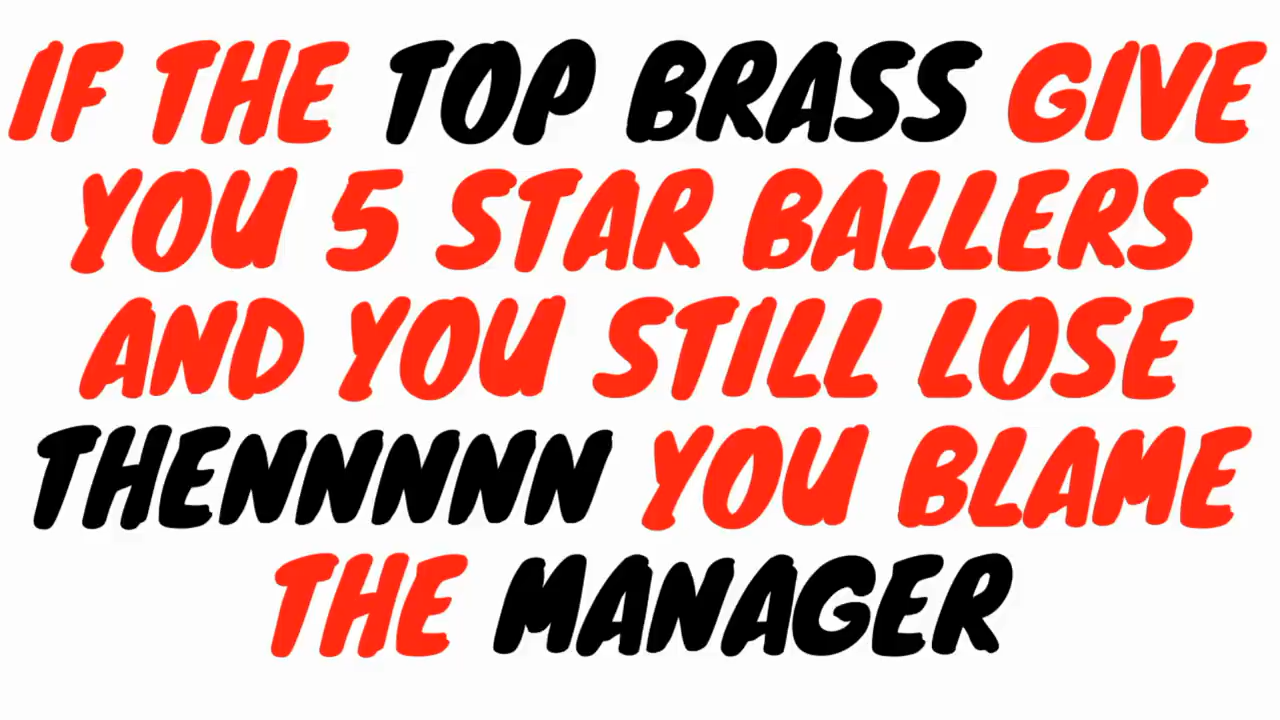 IF THE TOP BRASS GIVE
YOU 5 STAR BALLERS
AND YOU STILL LOSE
THENNNNN YOU BLAME
THE MANAGER